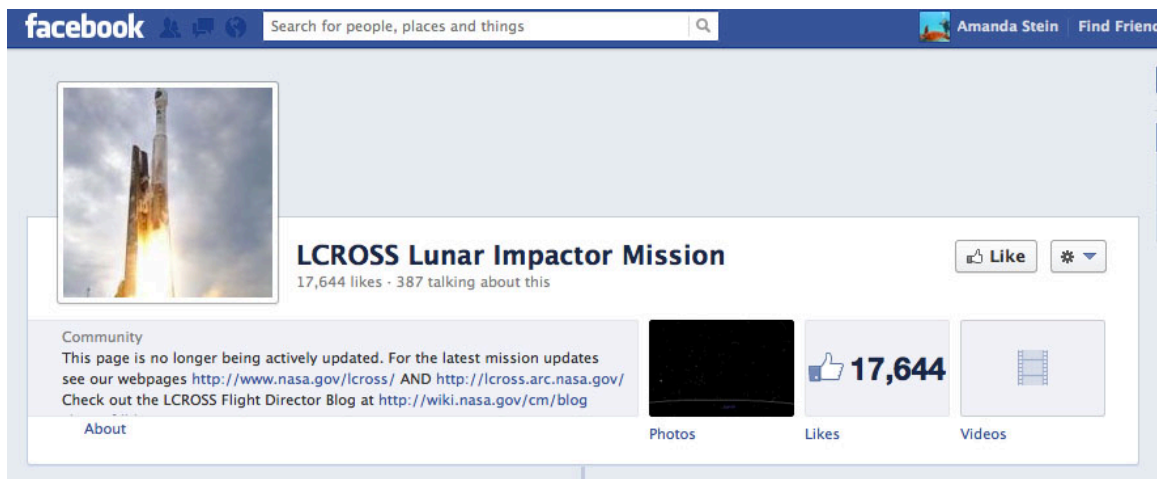 facebook
Search for people, places and things
Amanda Stein
Find Frien
LCROSS Lunar Impactor Mission
17,644 likes · 387 talking about this
Like
Community
This page is no longer being actively updated. For the latest mission updates
see our webpages http://www.nasa.gov/lcross/ AND http://lcross.arc.nasa.gov/
Check out the LCROSS Flight Director Blog at http://wiki.nasa.gov/cm/blog
About
17,644
Photos
Likes
Videos